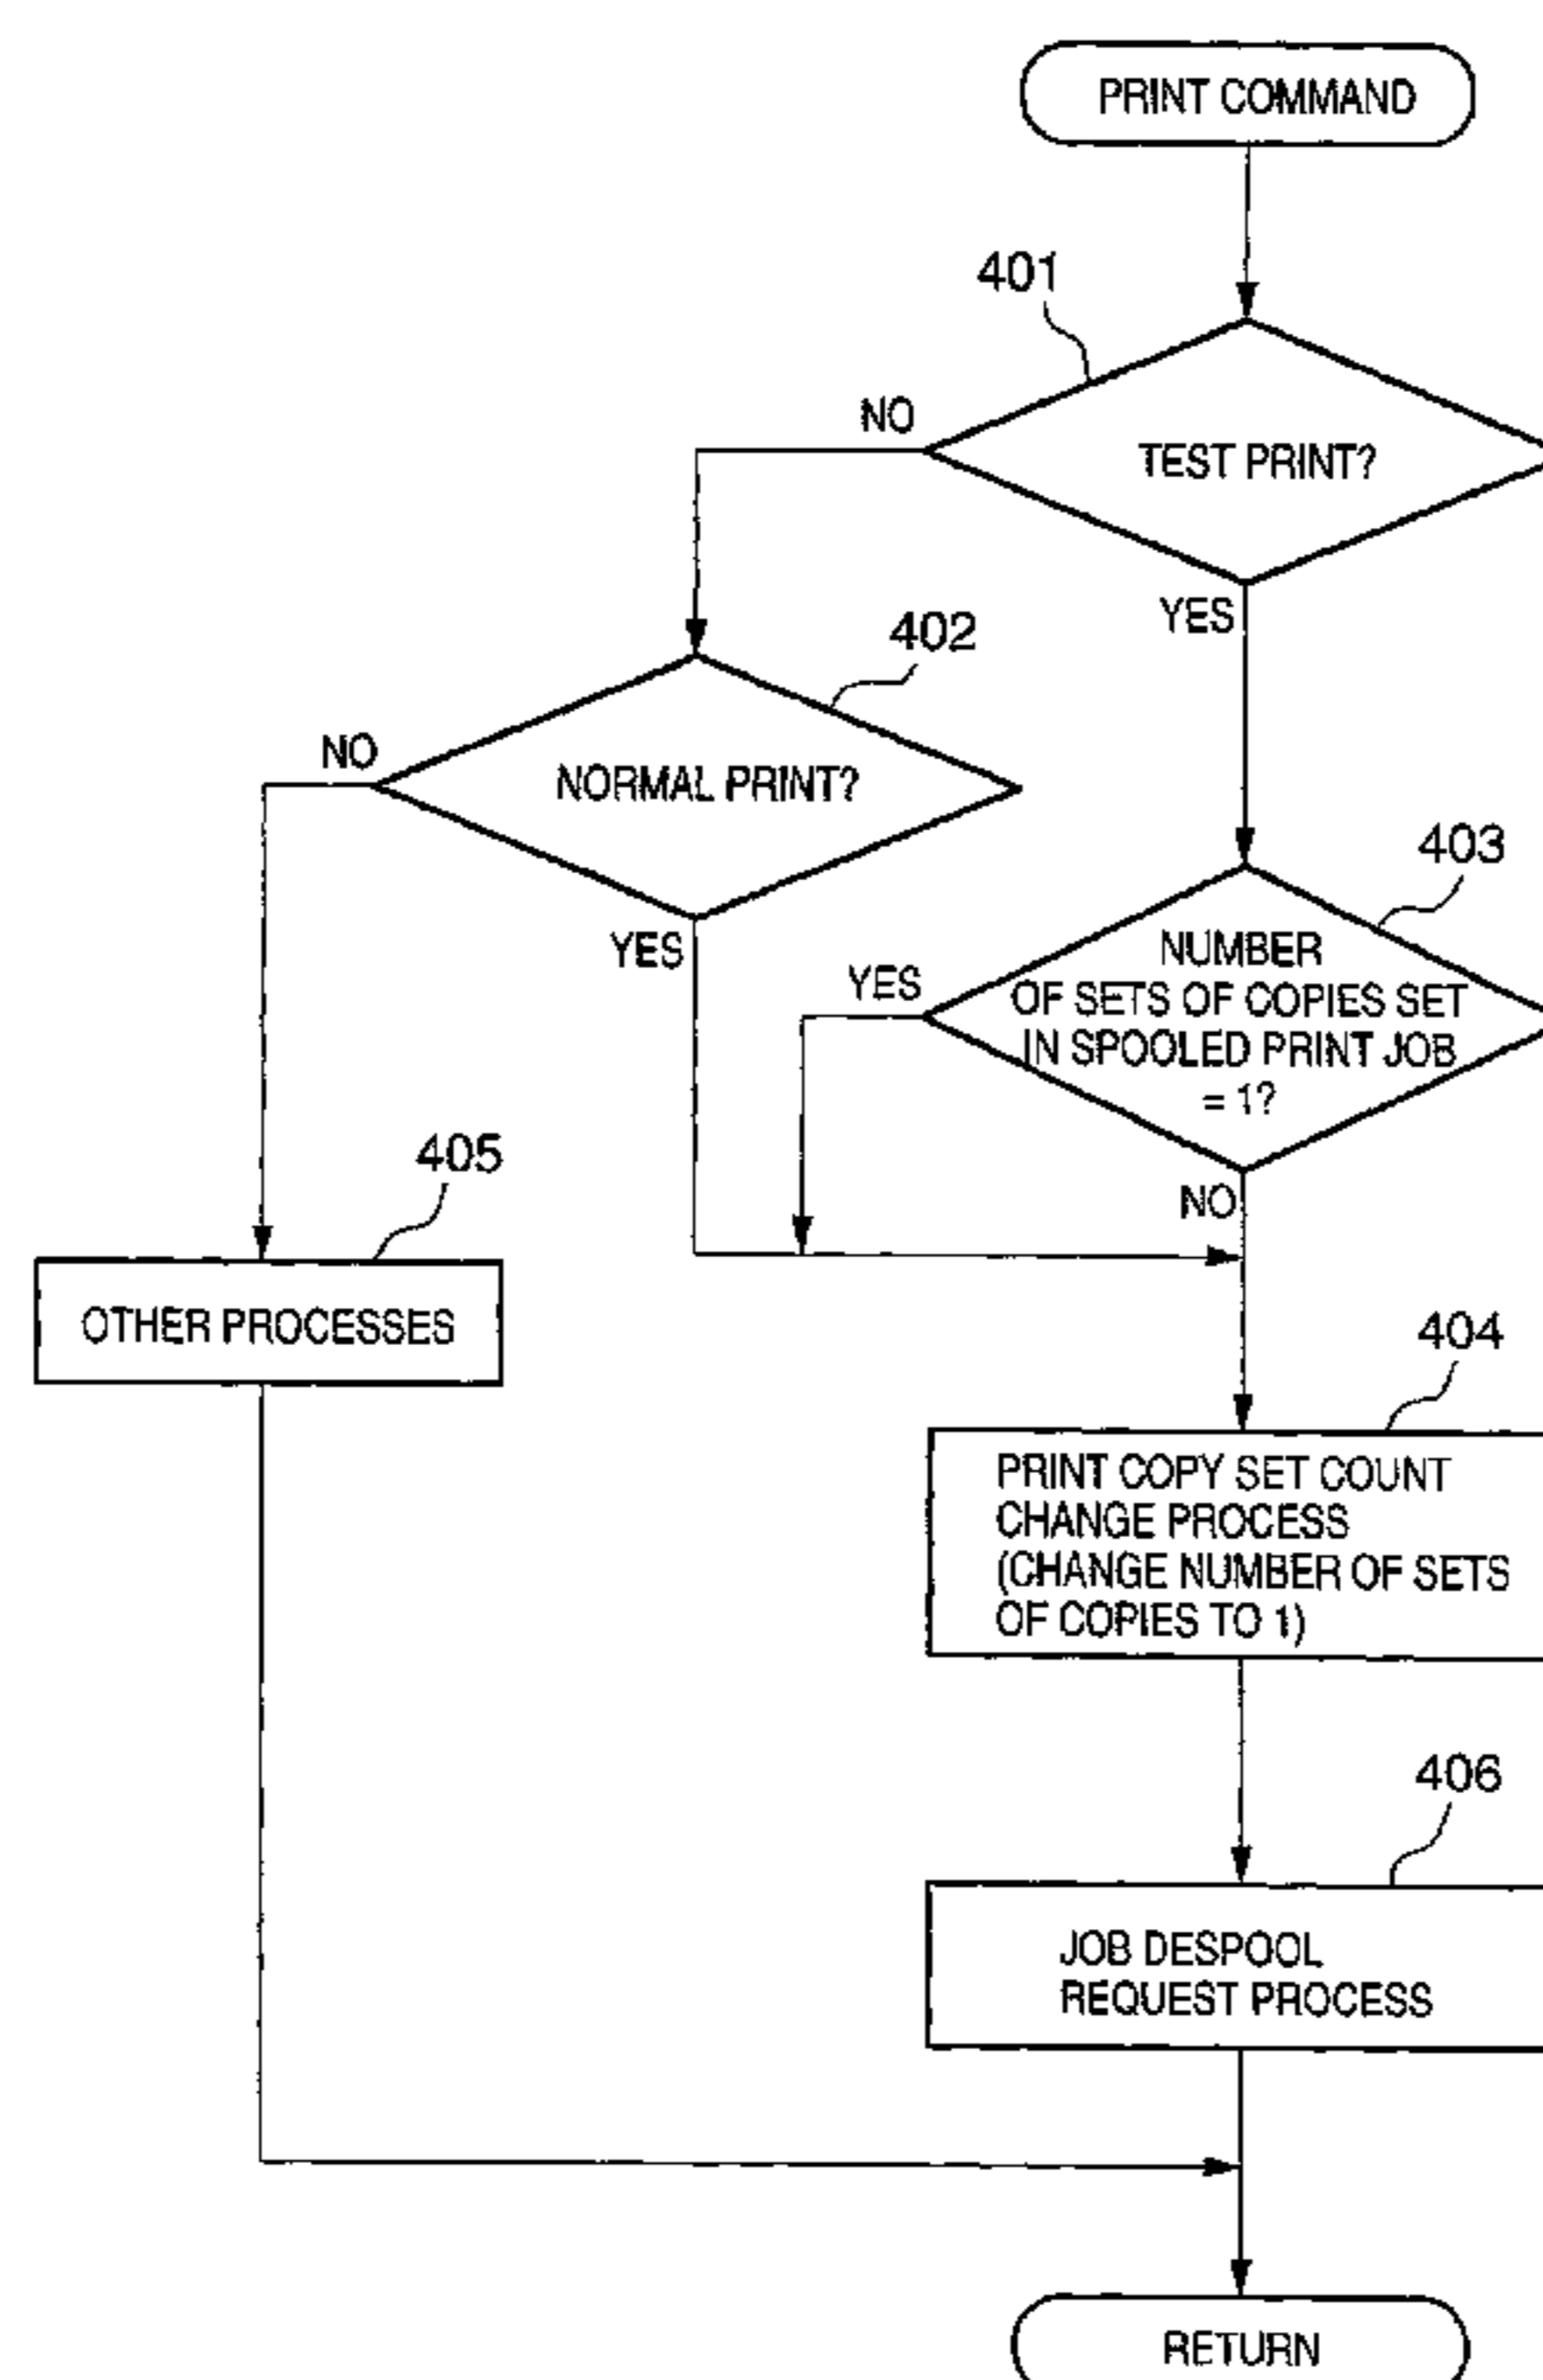 PRINT COMMAND
401
NO
TEST PRINT?
YES
402
NO
NORMAL PRINT?
YES
403
YES
NUMBER
OF SETS OF COPIES SET
IN SPOOLED PRINT JOB
= 1?
NO
405
OTHER PROCESSES
404
PRINT COPY SET COUNT
CHANGE PROCESS
(CHANGE NUMBER OF SETS
OF COPIES TO 1)
406
JOB DESPOOL
REQUEST PROCESS
RETURN